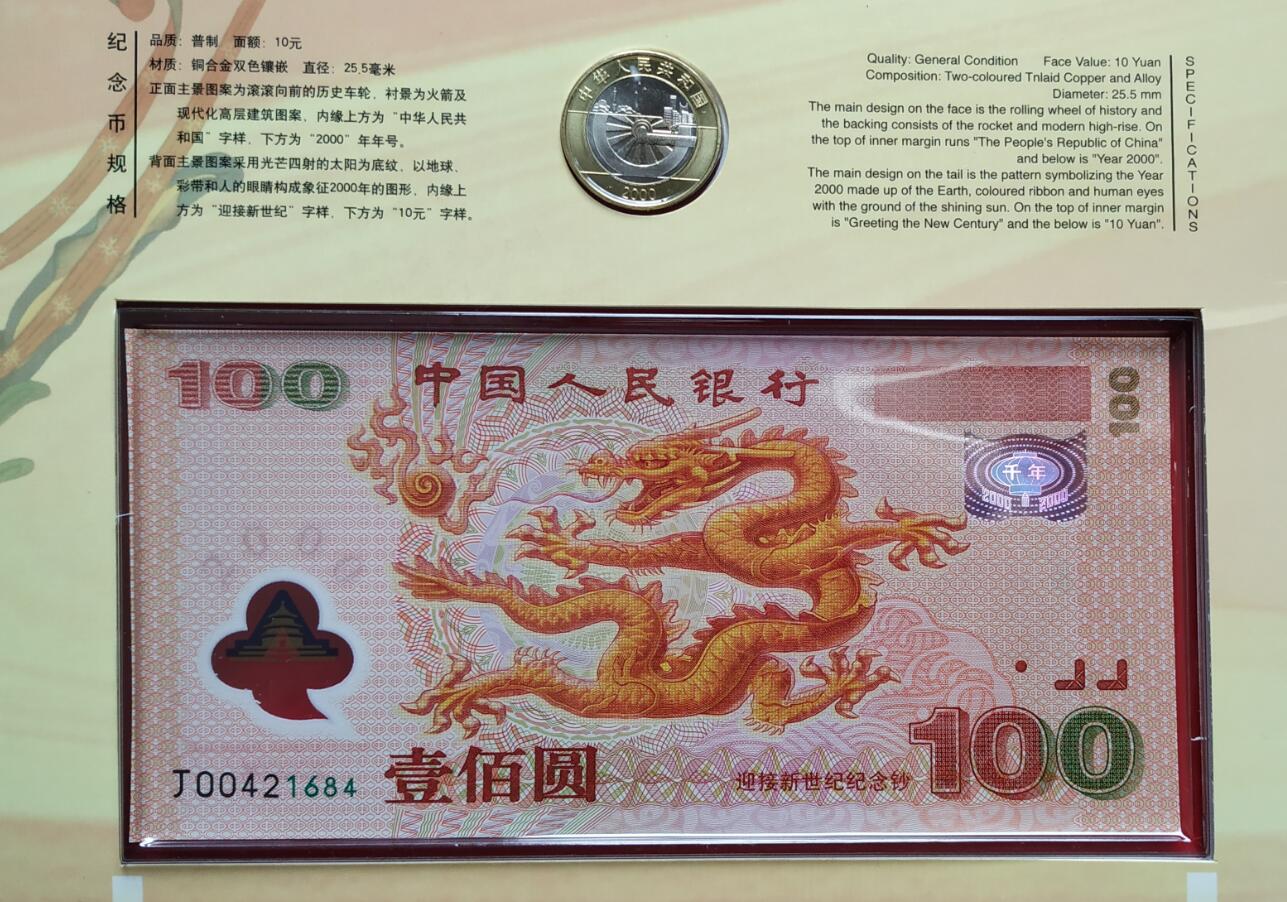 纪念币规格
品质：普制 面额：10元
材质：铜合金双色镶嵌 直径：25.5毫米
正面主景图案为滚滚向前的历史车轮，衬景为火箭及
现代化高层建筑图案，内缘上方为“中华人民共
和国”字样，下方为“2000”年年号。
背面主景图案采用光芒四射的太阳为底纹，以地球、
彩带和人的眼睛构成象征2000年的图形，内缘上
方为“迎接新世纪”字样，下方为“10元”字样。
中华人民共和国
2000
Quality: General Condition Face Value: 10 Yuan
Composition: Two-coloured Tnlaid Copper and Alloy
Diameter: 25.5 mm
The main design on the face is the rolling wheel of history and
the backing consists of the rocket and modern high-rise. On
the top of inner margin runs "The People's Republic of China"
and below is "Year 2000".
The main design on the tail is the pattern symbolizing the Year
2000 made up of the Earth, coloured ribbon and human eyes
with the ground of the shining sun. On the top of inner margin
is "Greeting the New Century" and the below is "10 Yuan".
SPECIFICATIONS
100
中国人民银行
100
千年
2000 2000
J00421684
壹佰圆
迎接新世纪纪念钞
100